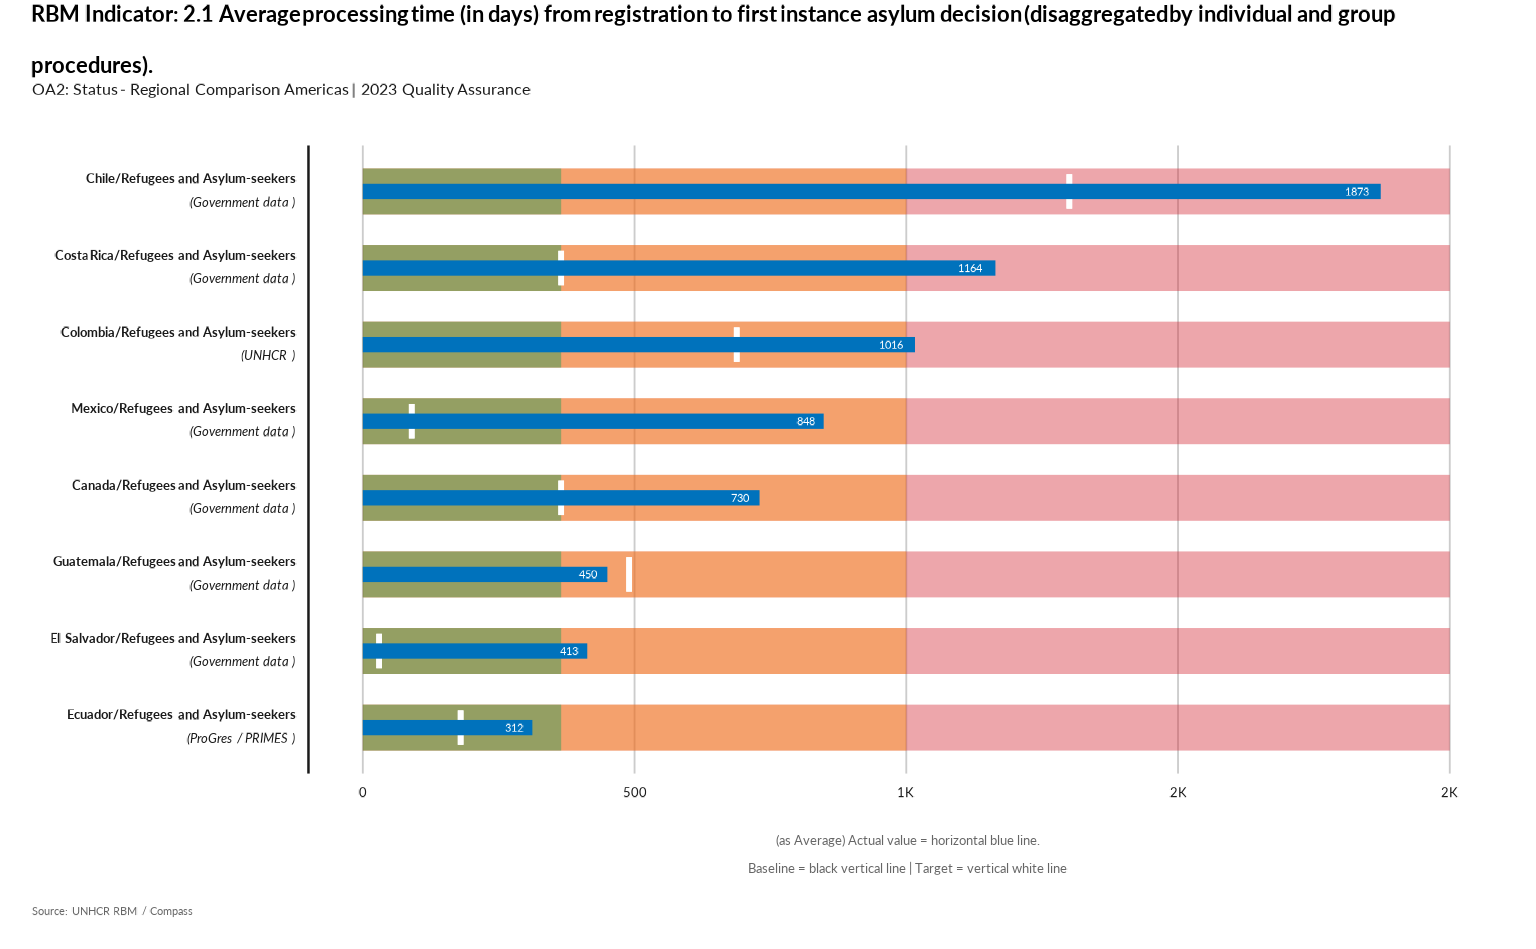 RBM Indicator: 2.1 Average processing time (in days) from registration to first instance asylum decision (disaggregated by individual and group
procedures).
OA2: Status - Regional Comparison Americas | 2023 Quality Assurance
Chile/Refugees and Asylum-seekers
(Government data )
1873
Costa Rica/Refugees and Asylum-seekers
(Government data )
1164
Colombia/Refugees and Asylum-seekers
(UNHCR )
1016
Mexico/Refugees and Asylum-seekers
(Government data )
848
Canada/Refugees and Asylum-seekers
(Government data )
730
Guatemala/Refugees and Asylum-seekers
(Government data )
450
El Salvador/Refugees and Asylum-seekers
(Government data )
413
Ecuador/Refugees and Asylum-seekers
(ProGres / PRIMES )
312
0 500 1K 2K 2K
(as Average) Actual value = horizontal blue line.
Baseline = black vertical line | Target = vertical white line
Source: UNHCR RBM / Compass